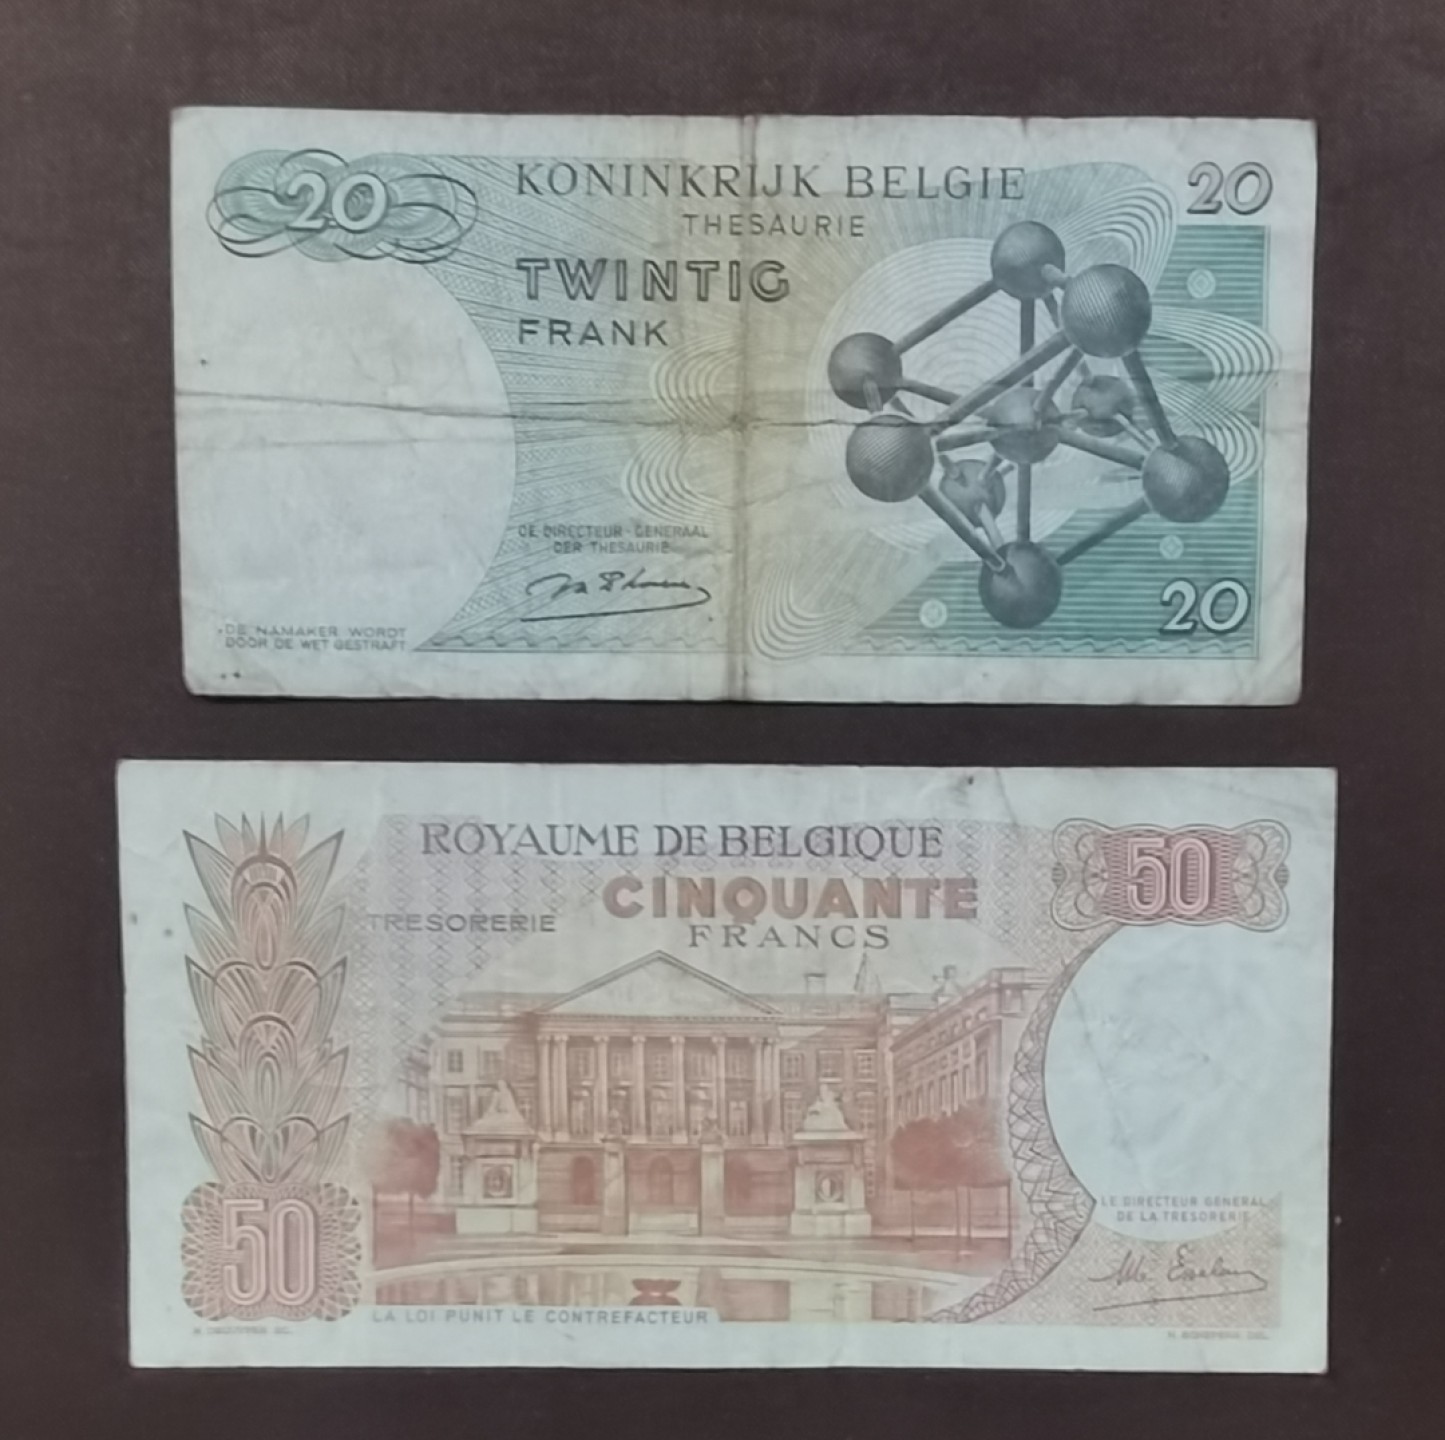 20
KONINKRIJK BELGIE
20
THESAURIE
TWINTIG
FRANK
DE DIRECTEUR-GENERAAL
DER THESAURIE
20
DE NAMAKER WORDT
DOOR DE WET GESTRAFT
ROYAUME DE BELGIQUE
50
CINQUANTE
TRESORERIE
FRANCS
LE DIRECTEUR GENERAL
DE LA TRESORERIE
50
LA LOI PUNIT LE CONTREFACTEUR